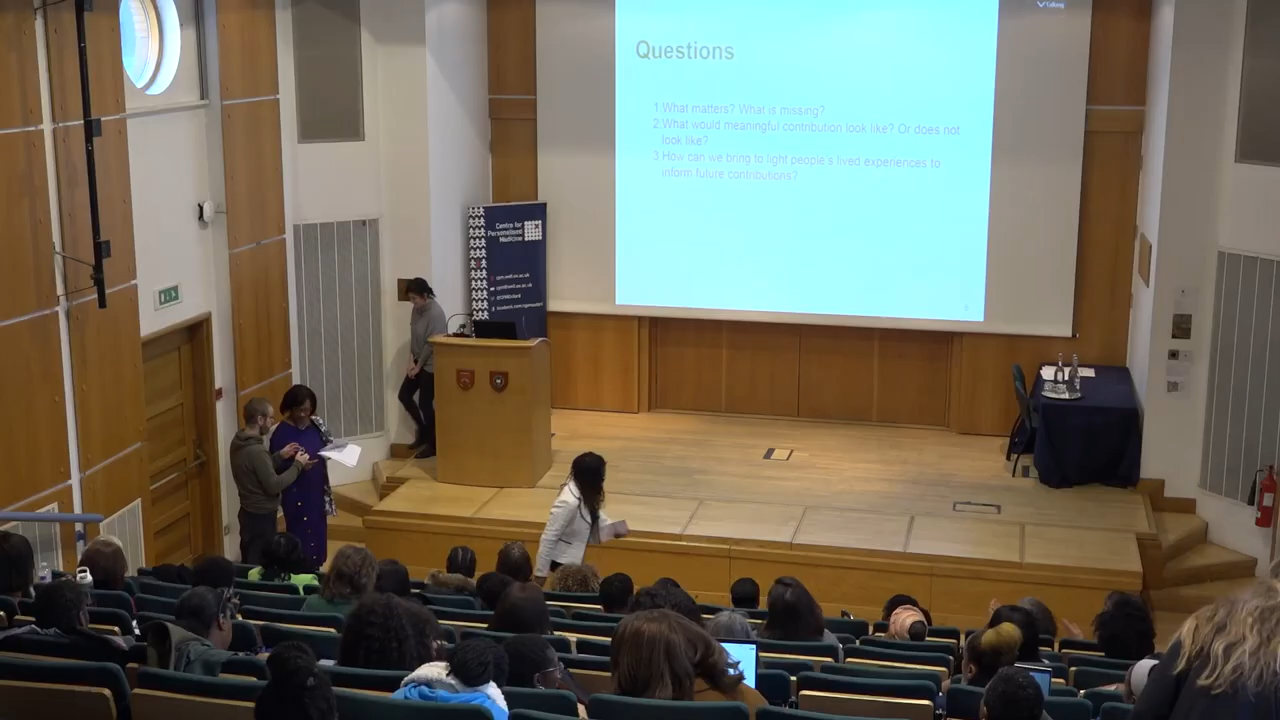 Questions
1.What matters? What is missing?
2.What would meaningful contribution look like? Or does not
look like?
3 How can we bring to light people's lived experiences to
inform future contributions?
Centre for
Personalised
Medicine